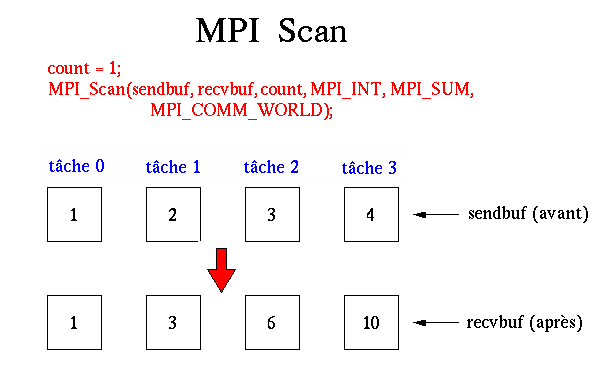 MPI Scan
count = 1;
MPI_Scan(sendbuf, recvbuf, count, MPI_INT, MPI_SUM,
MPI_COMM_WORLD);
tâche 0 tâche 1 tâche 2 tâche 3
1 2 3 4 sendbuf (avant)
1 3 6 10 recvbuf (après)